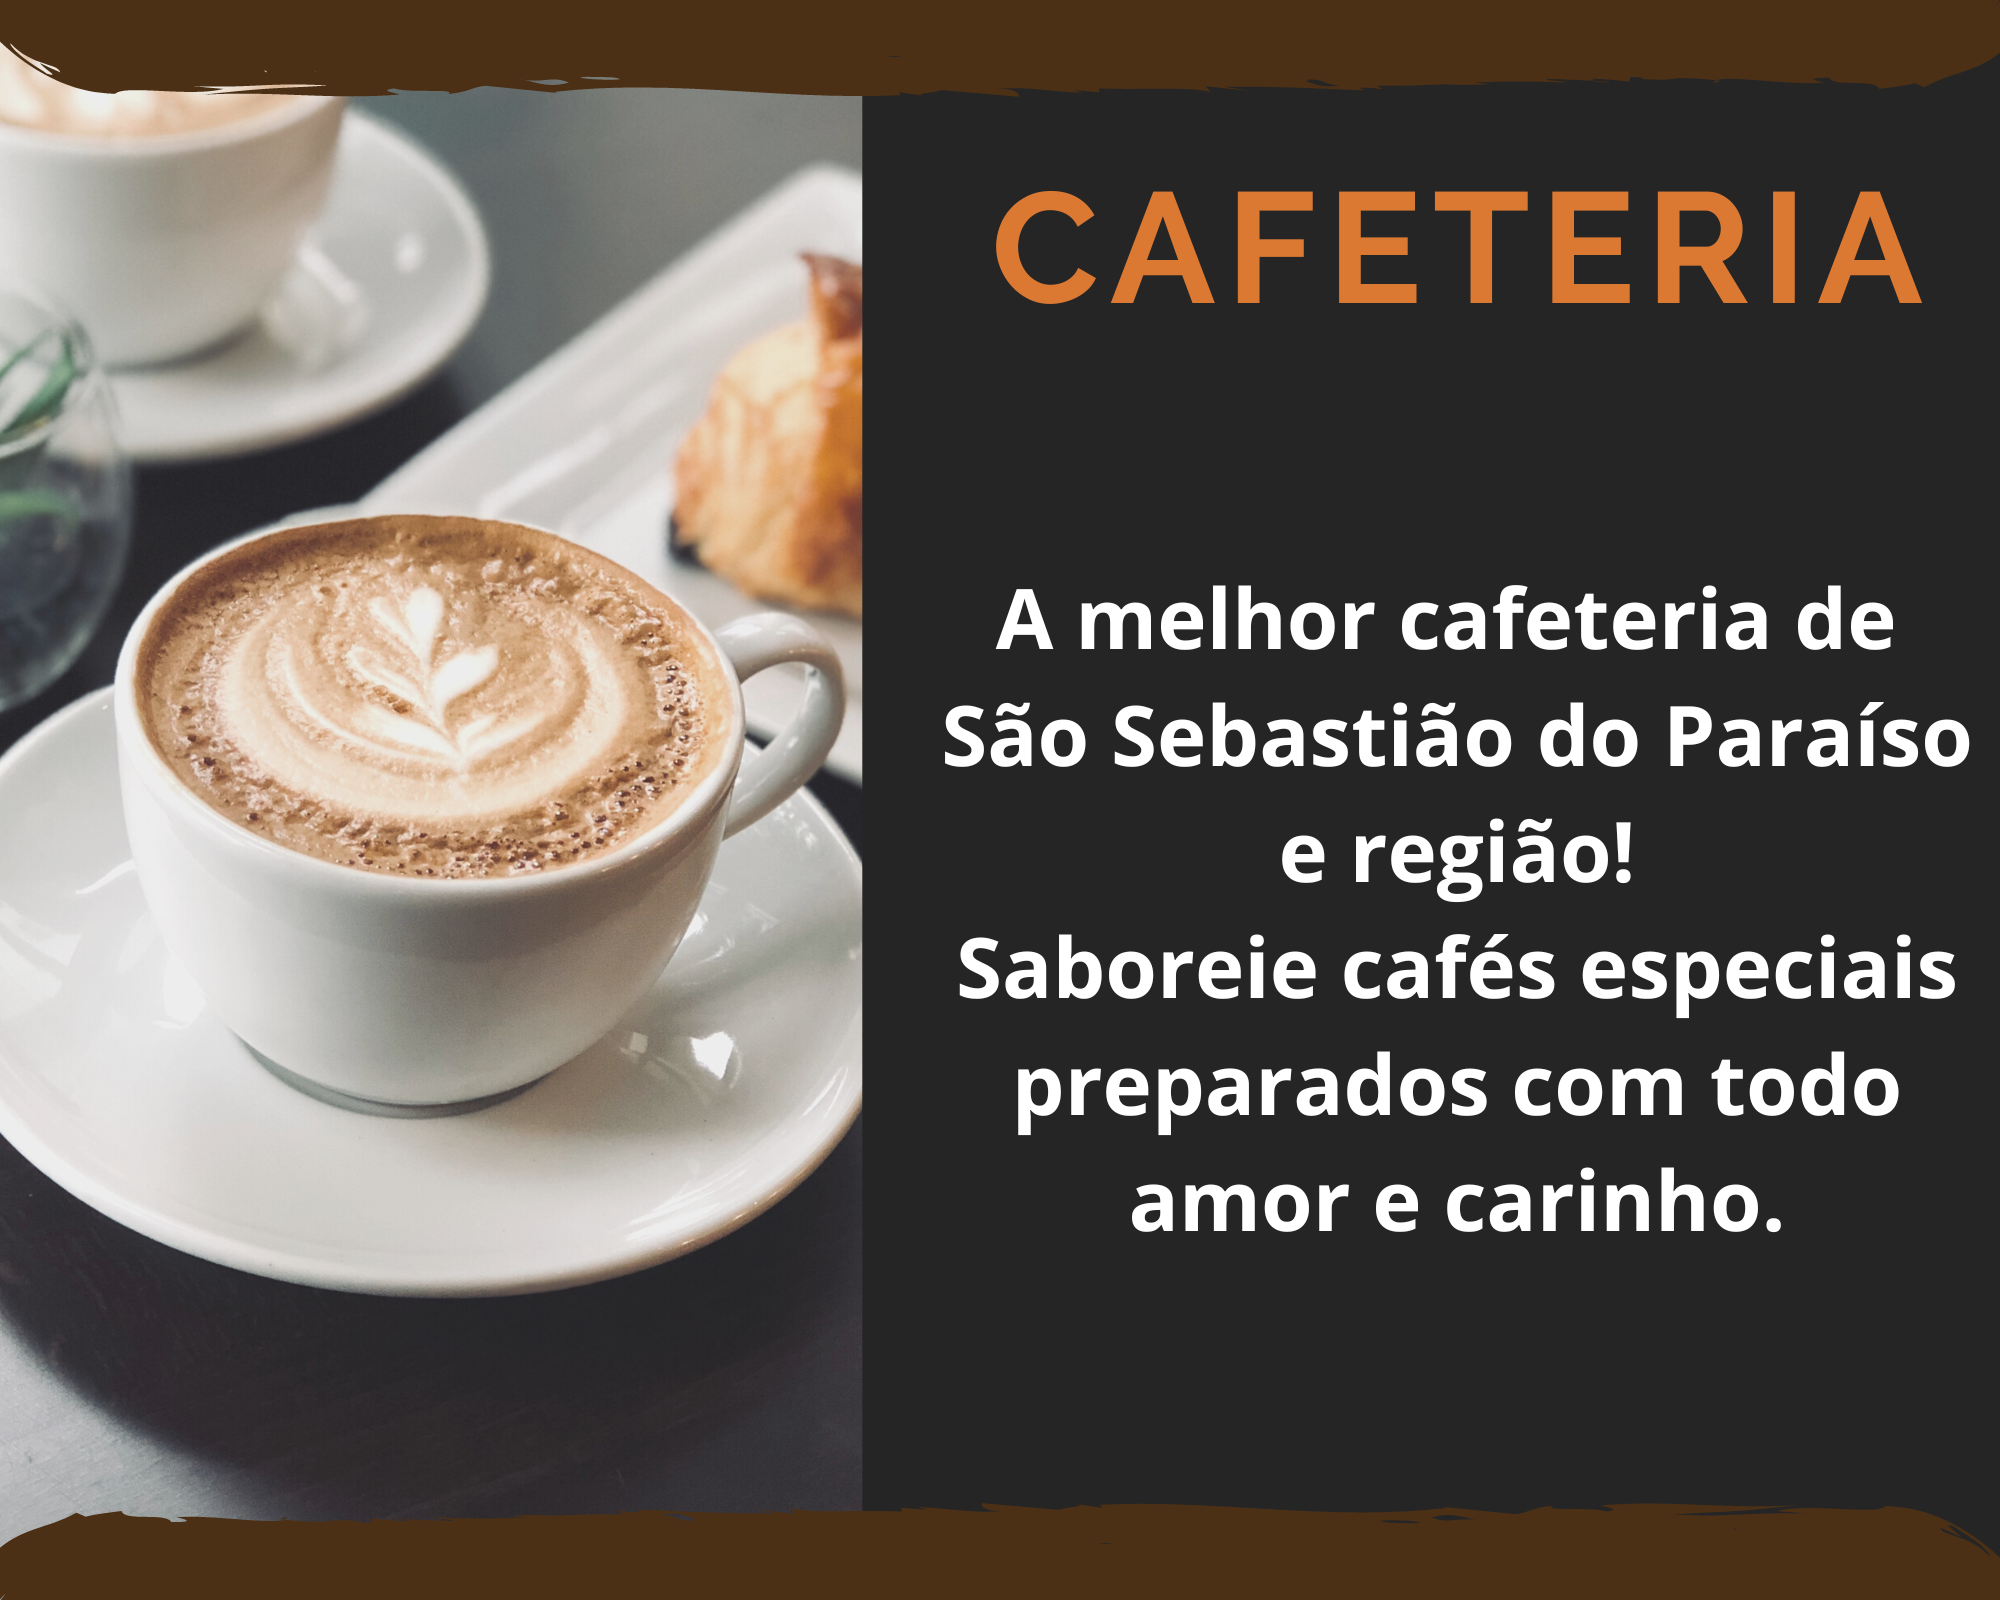 CAFETERIA
A melhor cafeteria de
São Sebastião do Paraíso
e região!
Saboreie cafés especiais
preparados com todo
amor e carinho.